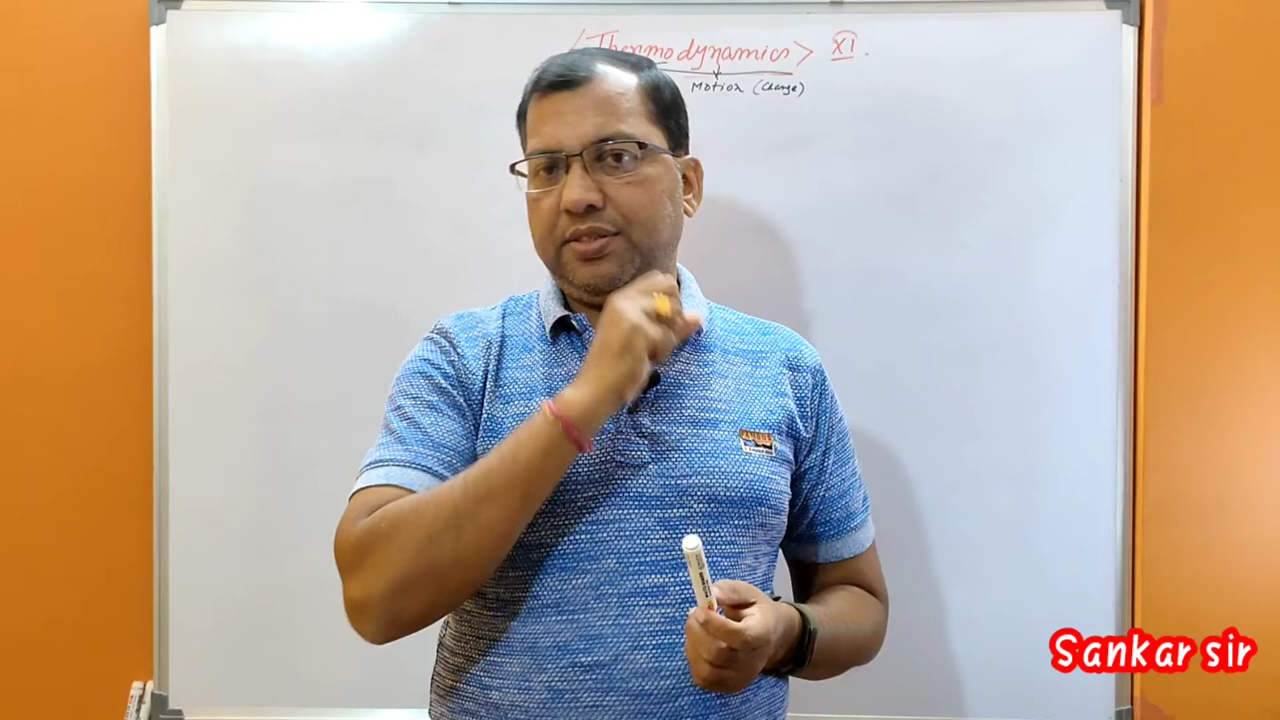 < Thermodynamics > XI.
Motion (Change)
Sankar sir